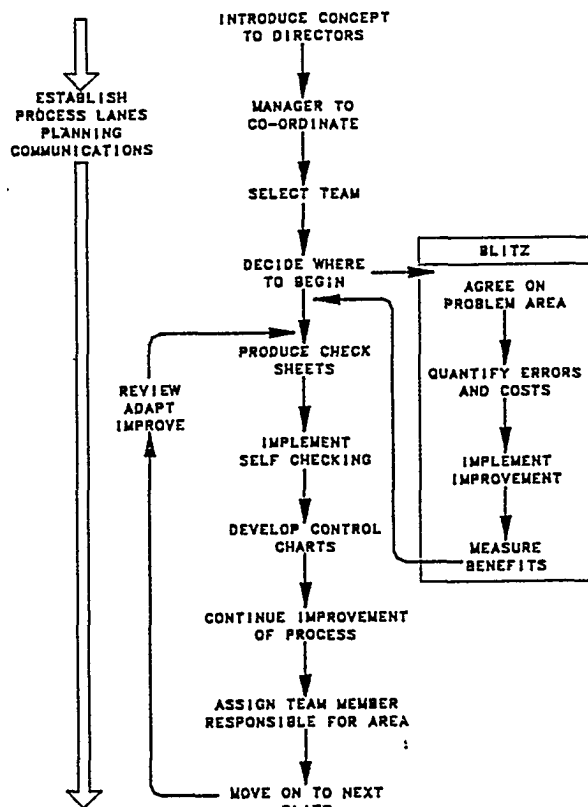 INTRODUCE CONCEPT
TO DIRECTORS
ESTABLISH
PROCESS LANES
PLANNING
COMMUNICATIONS
MANAGER TO
CO-ORDINATE
SELECT TEAM
DECIDE WHERE
TO BEGIN
BLITZ
AGREE ON
PROBLEM AREA
QUANTIFY ERRORS
AND COSTS
IMPLEMENT
IMPROVEMENT
MEASURE
BENEFITS
PRODUCE CHECK
SHEETS
REVIEW
ADAPT
IMPROVE
IMPLEMENT
SELF CHECKING
DEVELOP CONTROL
CHARTS
CONTINUE IMPROVEMENT
OF PROCESS
ASSIGN TEAM MEMBER
RESPONSIBLE FOR AREA
MOVE ON TO NEXT